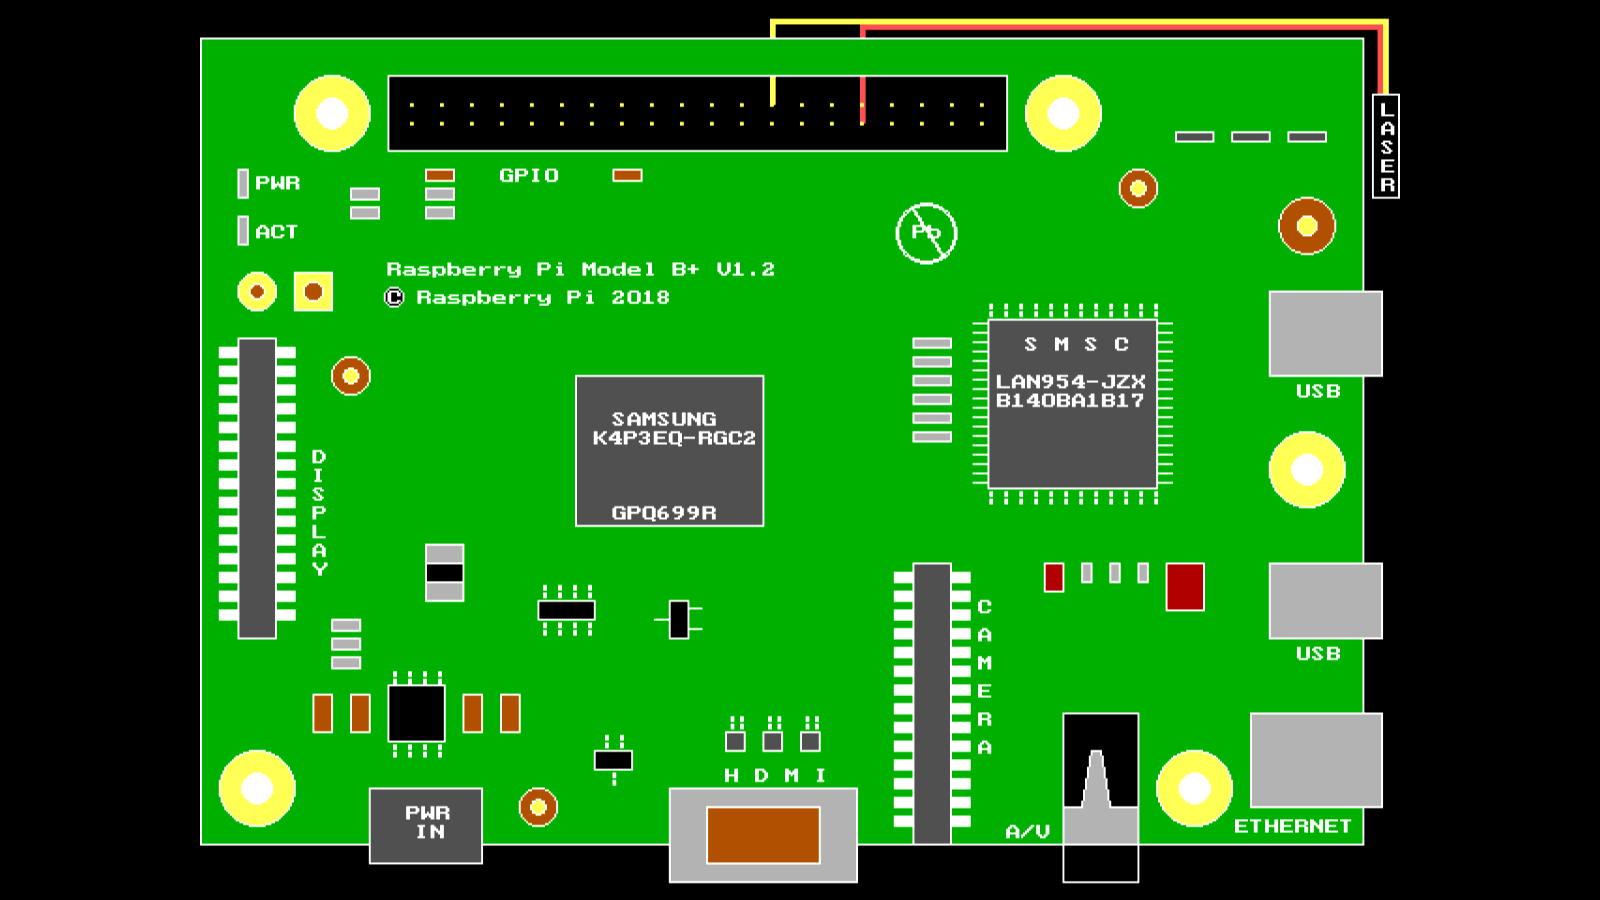 LASER
GPIO
PWR
ACT
Pb
Raspberry Pi Model B+ V1.2
© Raspberry Pi 2018
S M S C
LAN954-JZX
B140BA1B17
USB
SAMSUNG
K4P3EQ-RGC2
GPQ699R
DISPLAY
CAMERA
USB
HDMI
PWR
IN
A/V
ETHERNET